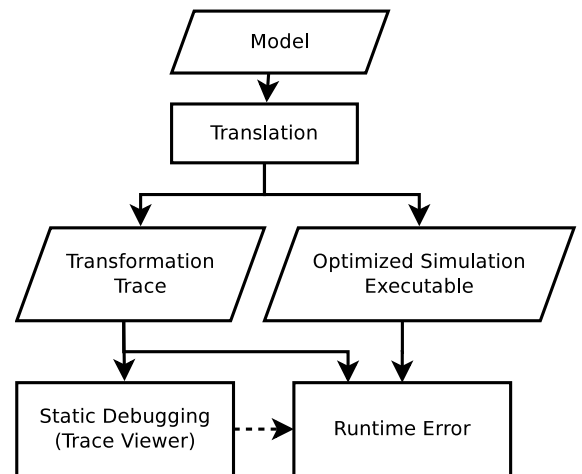 Model
Translation
Transformation
Trace
Optimized Simulation
Executable
Static Debugging
(Trace Viewer)
Runtime Error